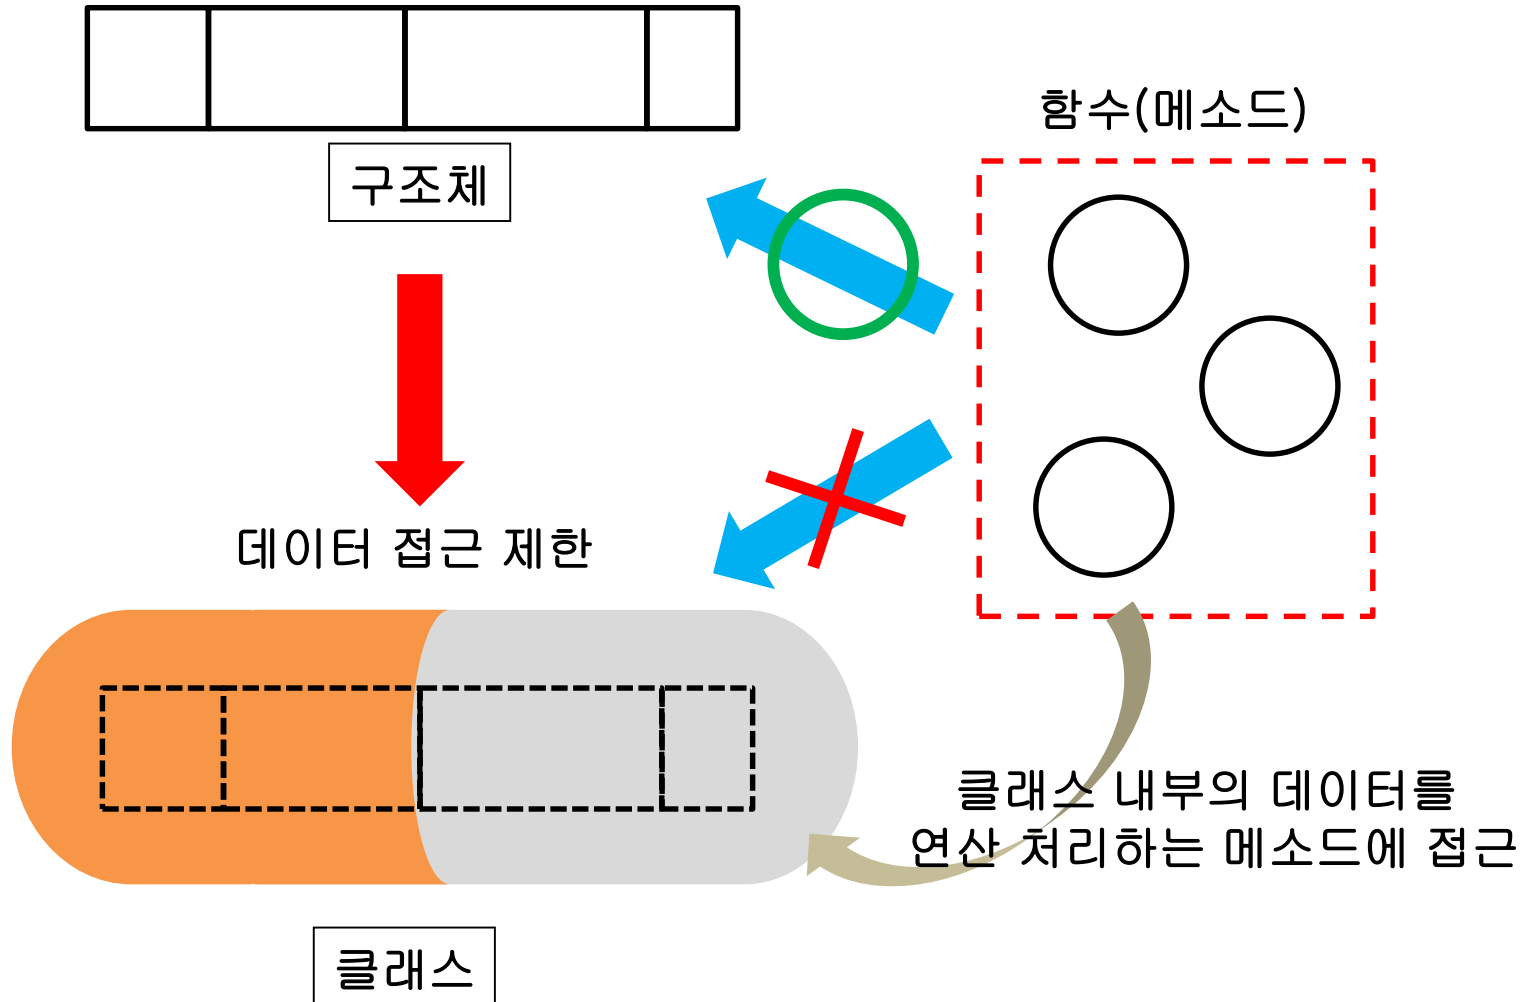 함수(메소드)
구조체
데이터 접근 제한
클래스 내부의 데이터를
연산 처리하는 메소드에 접근
클래스